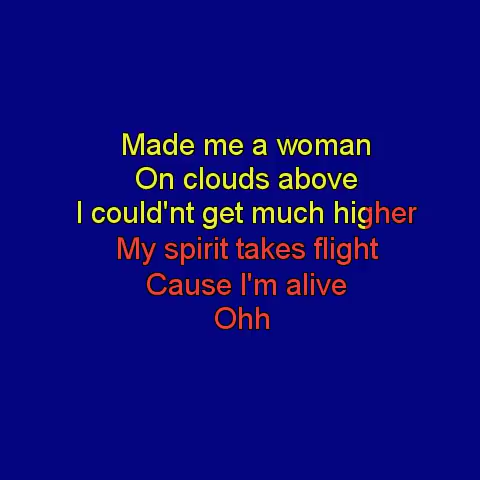 Made me a woman
On clouds above
I could'nt get much higher
My spirit takes flight
Cause I'm alive
Ohh